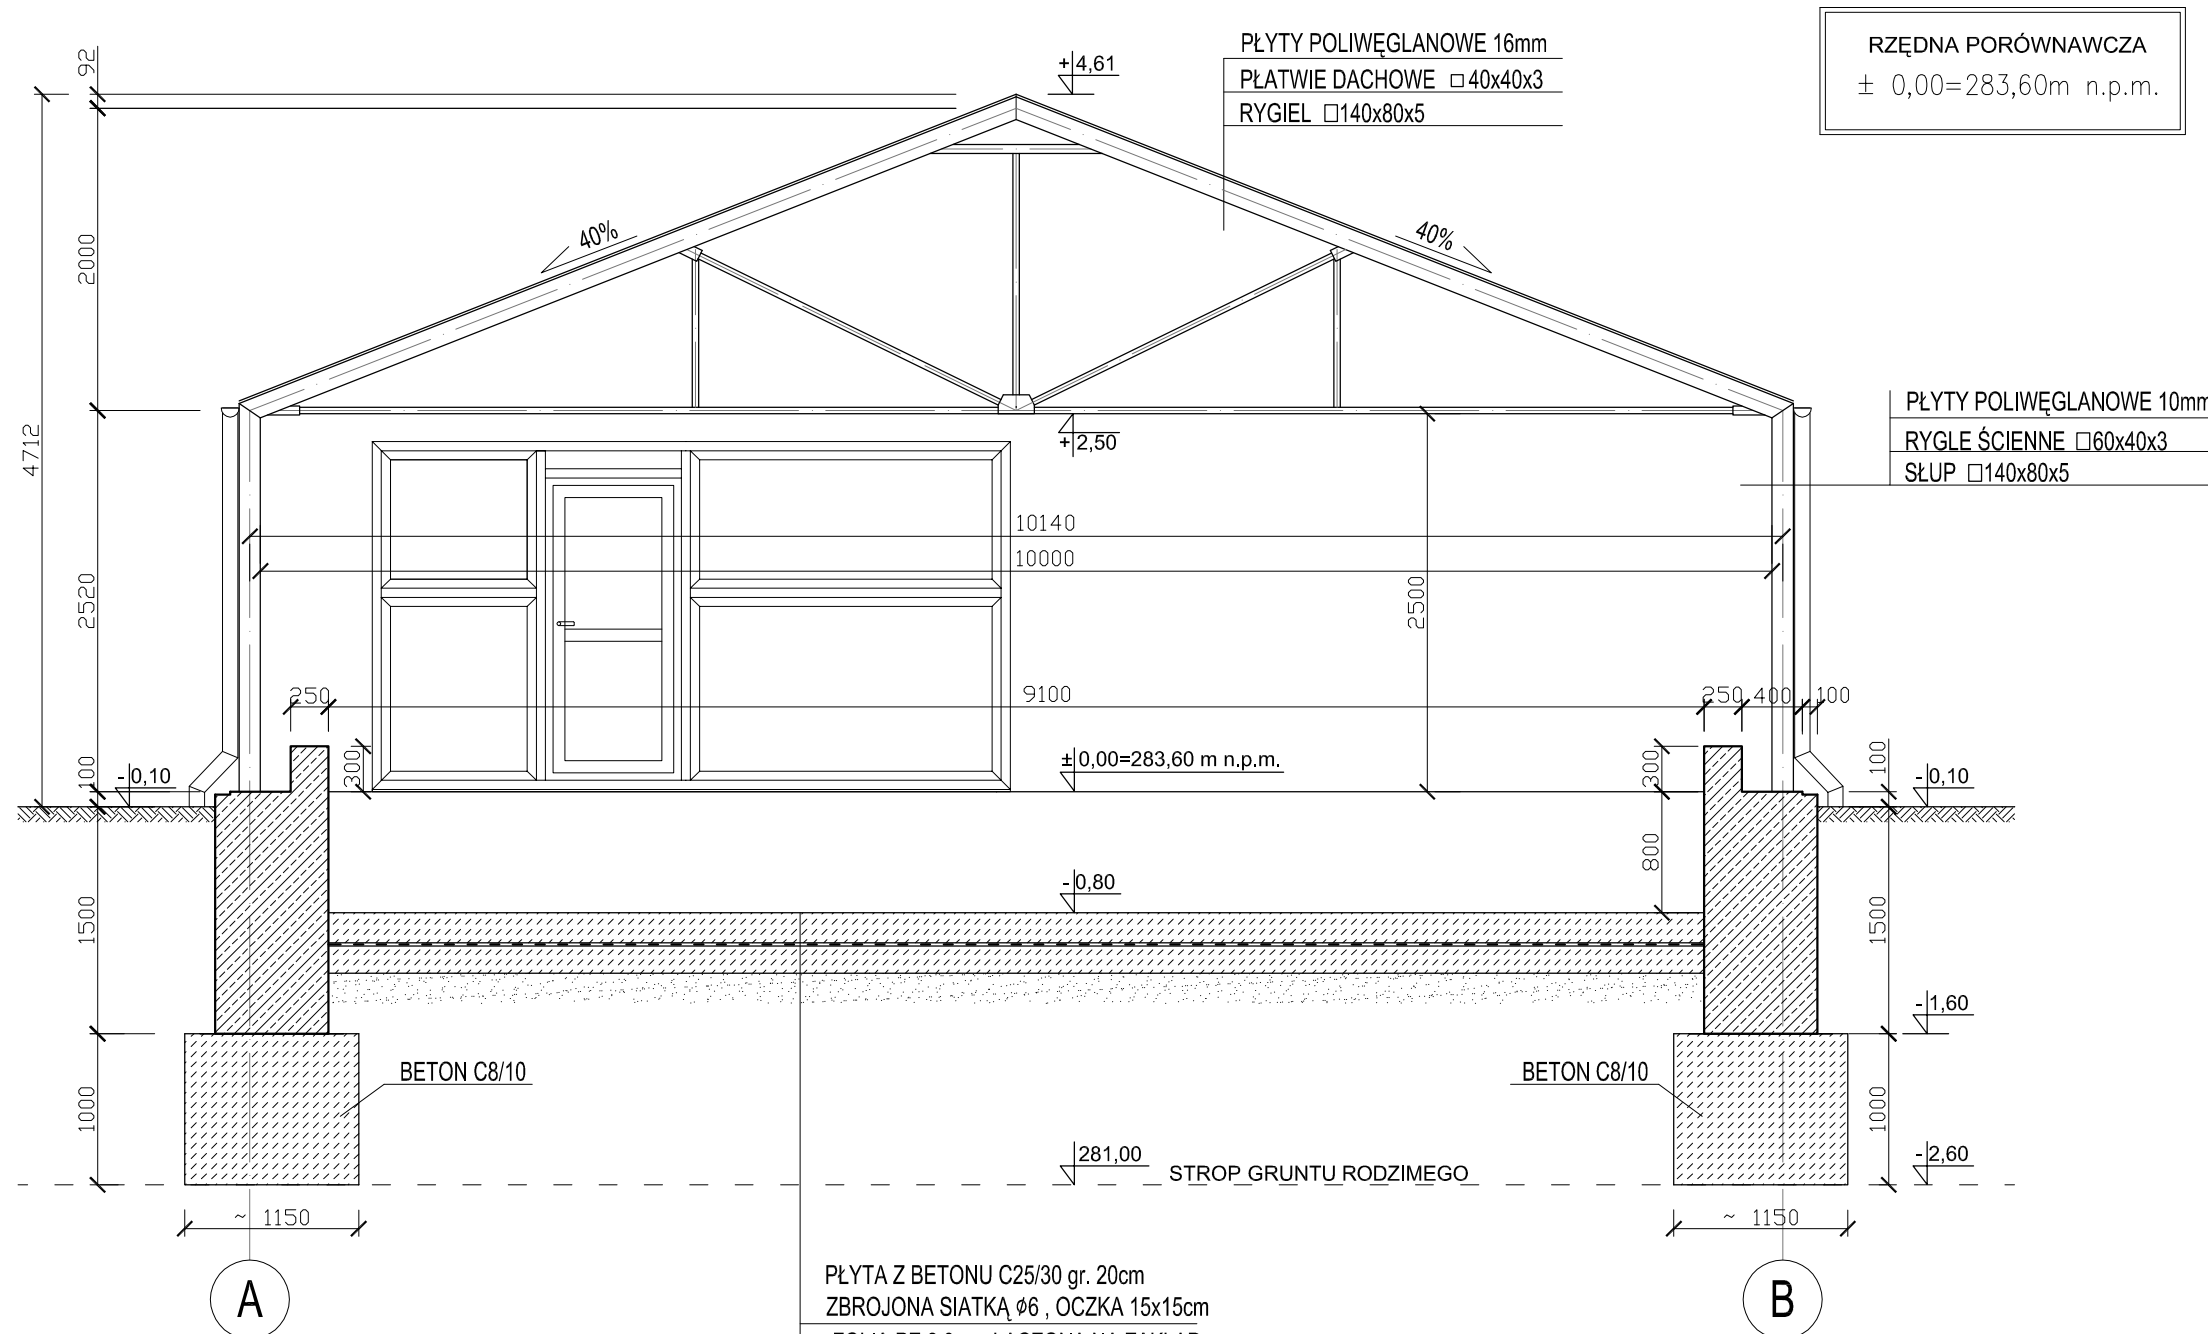 RZĘDNA PORÓWNAWCZA
± 0,00=283,60m n.p.m.
PŁYTY POLIWĘGLANOWE 16mm
PŁATWIE DACHOWE □ 40x40x3
RYGIEL □140x80x5
+4,61
92
2000
40%
40%
4712
PŁYTY POLIWĘGLANOWE 10mm
RYGLE ŚCIENNE □60x40x3
SŁUP □140x80x5
+2,50
10140
10000
2520
2500
250
9100
250
400
100
300
± 0,00=283,60 m n.p.m.
300
100
-0,10
100
-0,10
800
-0,80
1500
1500
-1,60
BETON C8/10
BETON C8/10
1000
1000
281,00
STROP GRUNTU RODZIMEGO
-2,60
~ 1150
~ 1150
PŁYTA Z BETONU C25/30 gr. 20cm
ZBROJONA SIATKĄ ø6 , OCZKA 15x15cm
A
B